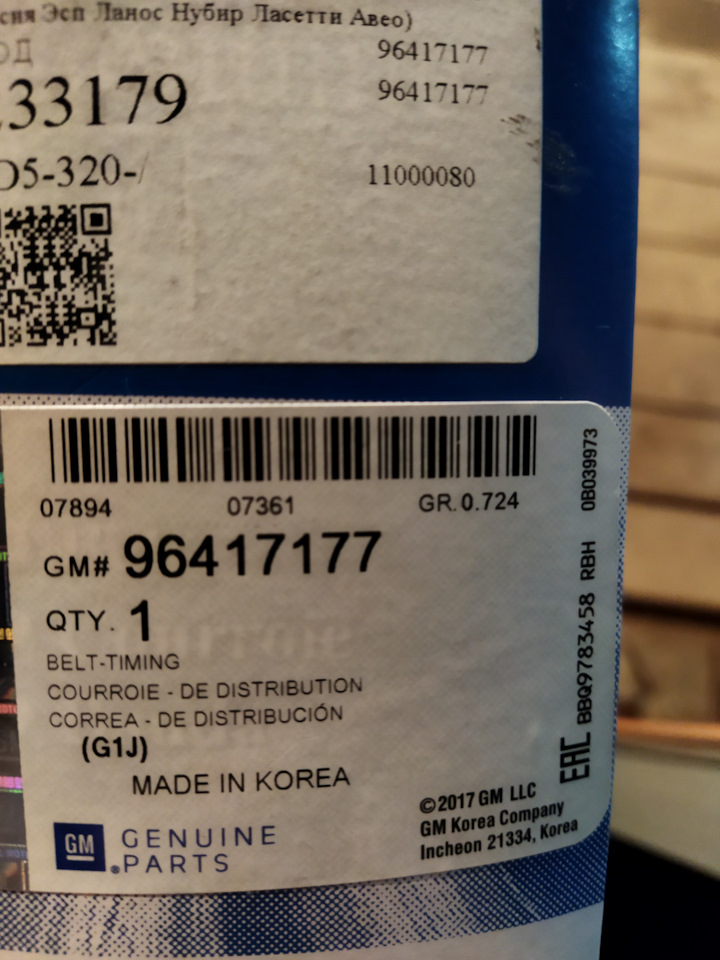 сия Эсп Ланос Нубир Ласетти Авео)
ОД 96417177
.33179 96417177
D5-320-/ 11000080
07894 07361 GR.0.724
GM# 96417177
QTY. 1
BELT-TIMING
COURROIE - DE DISTRIBUTION
CORREA - DE DISTRIBUCIÓN
(G1J)
MADE IN KOREA
GM GENUINE
PARTS
©2017 GM LLC
GM Korea Company
Incheon 21334, Korea
EAC BBQ9783458 RBH 0B039973